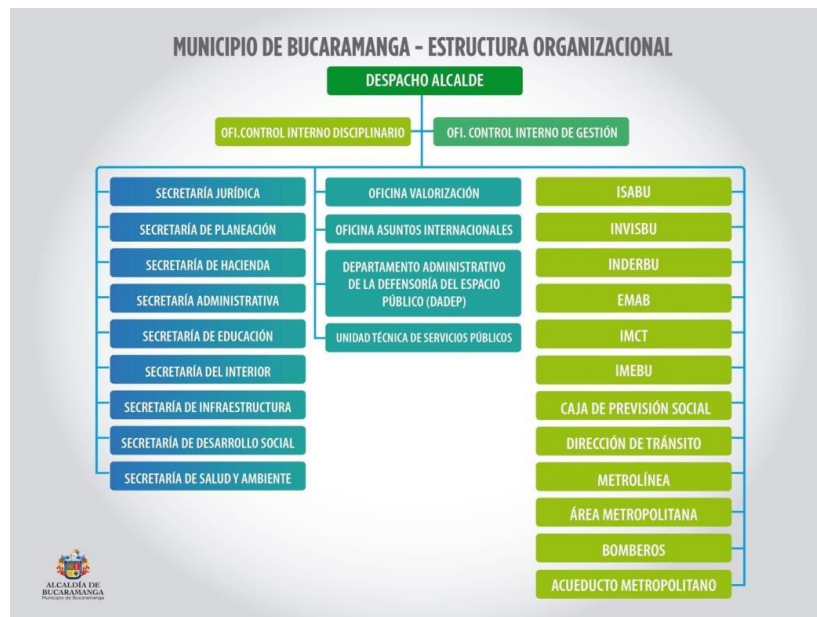 MUNICIPIO DE BUCARAMANGA - ESTRUCTURA ORGANIZACIONAL
DESPACHO ALCALDE
OFI.CONTROL INTERNO DISCIPLINARIO
OFI. CONTROL INTERNO DE GESTIÓN
SECRETARÍA JURÍDICA
SECRETARÍA DE PLANEACIÓN
SECRETARÍA DE HACIENDA
SECRETARÍA ADMINISTRATIVA
SECRETARÍA DE EDUCACIÓN
SECRETARÍA DEL INTERIOR
SECRETARÍA DE INFRAESTRUCTURA
SECRETARÍA DE DESARROLLO SOCIAL
SECRETARÍA DE SALUD Y AMBIENTE
OFICINA VALORIZACIÓN
OFICINA ASUNTOS INTERNACIONALES
DEPARTAMENTO ADMINISTRATIVO
DE LA DEFENSORÍA DEL ESPACIO
PÚBLICO (DADEP)
UNIDAD TÉCNICA DE SERVICIOS PÚBLICOS
ISABU
INVISBU
INDERBU
EMAB
IMCT
IMEBU
CAJA DE PREVISIÓN SOCIAL
DIRECCIÓN DE TRÁNSITO
METROLÍNEA
ÁREA METROPOLITANA
BOMBEROS
ACUEDUCTO METROPOLITANO
ALCALDÍA DE
BUCARAMANGA
Municipio de Bucaramanga